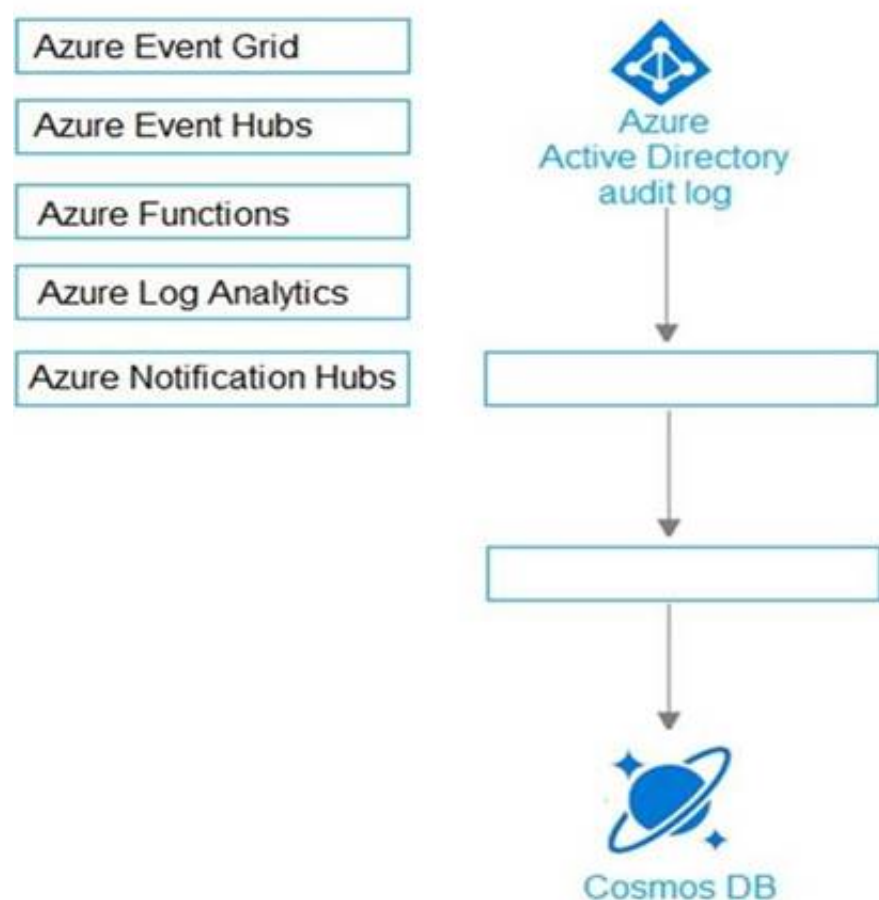 Azure Event Grid
Azure Event Hubs
Azure Functions
Azure Log Analytics
Azure Notification Hubs
Azure
Active Directory
audit log
Cosmos DB